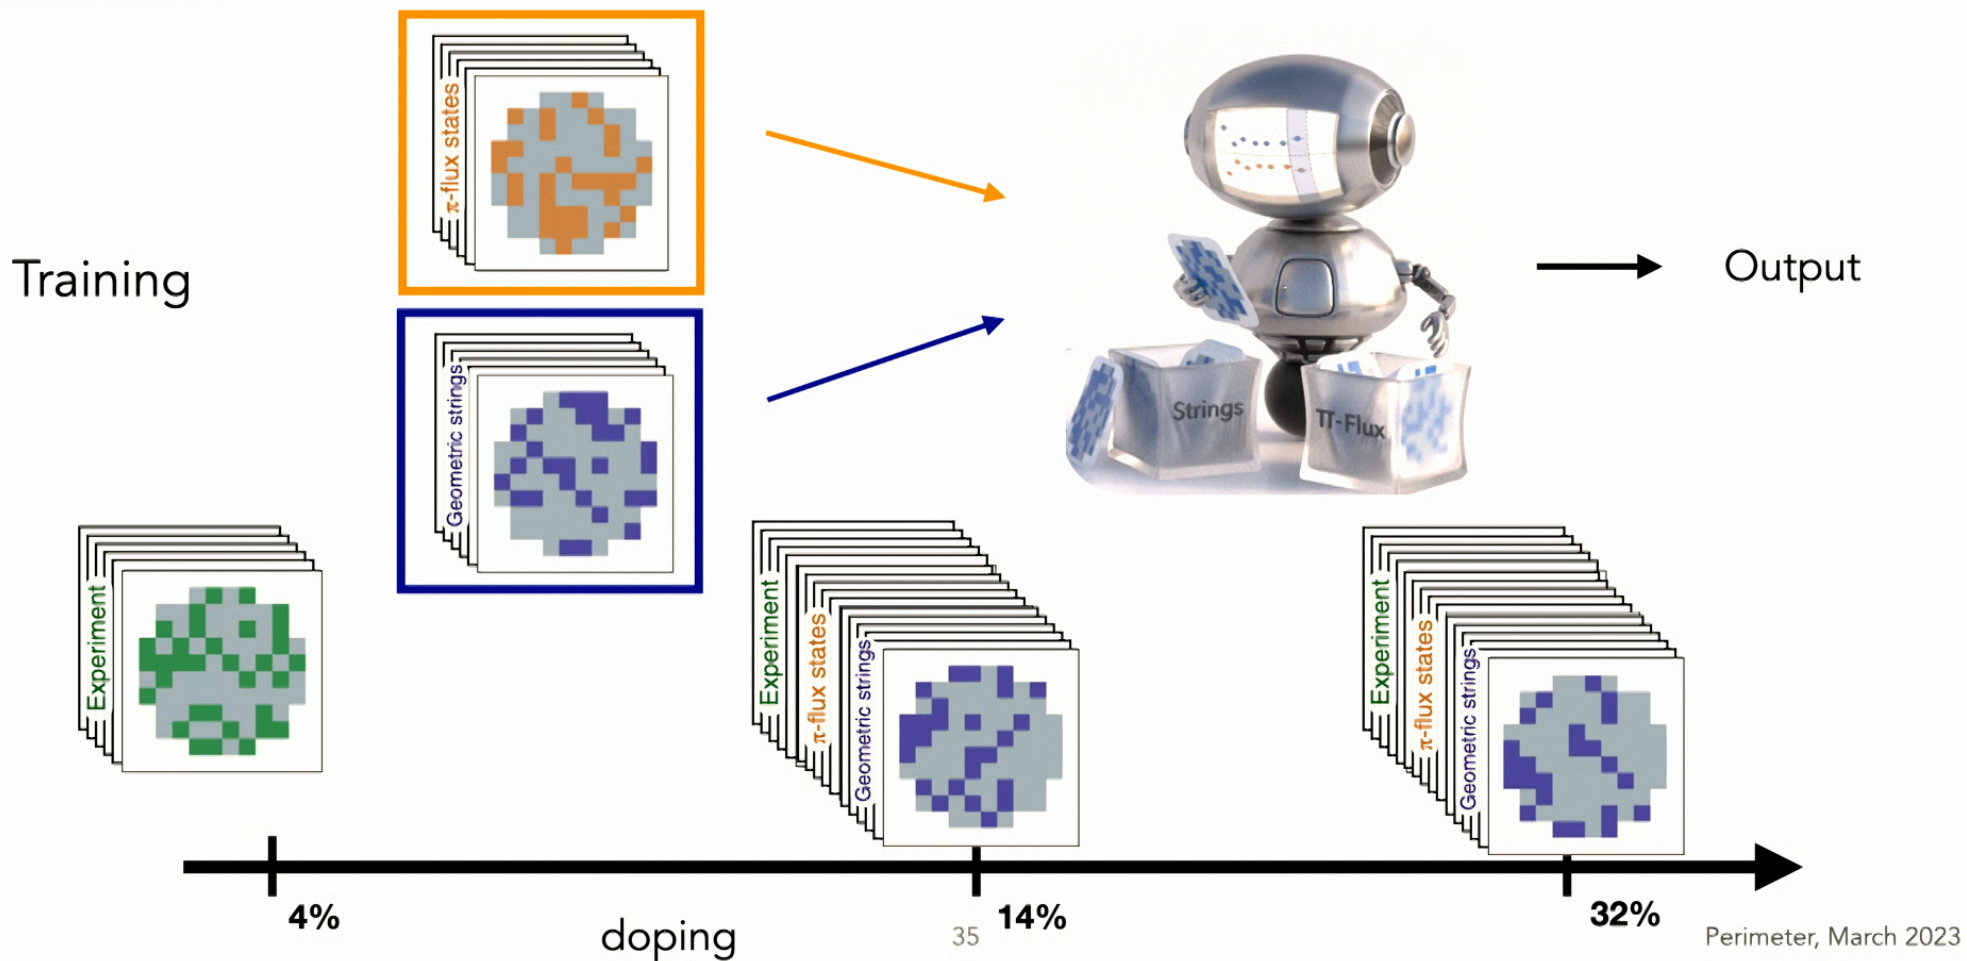 π-flux states
Training
Output
Geometric strings
Strings
π-Flux
Experiment
Experiment
π-flux states
Geometric strings
Experiment
π-flux states
Geometric strings
4%
14%
32%
doping
35
Perimeter, March 2023